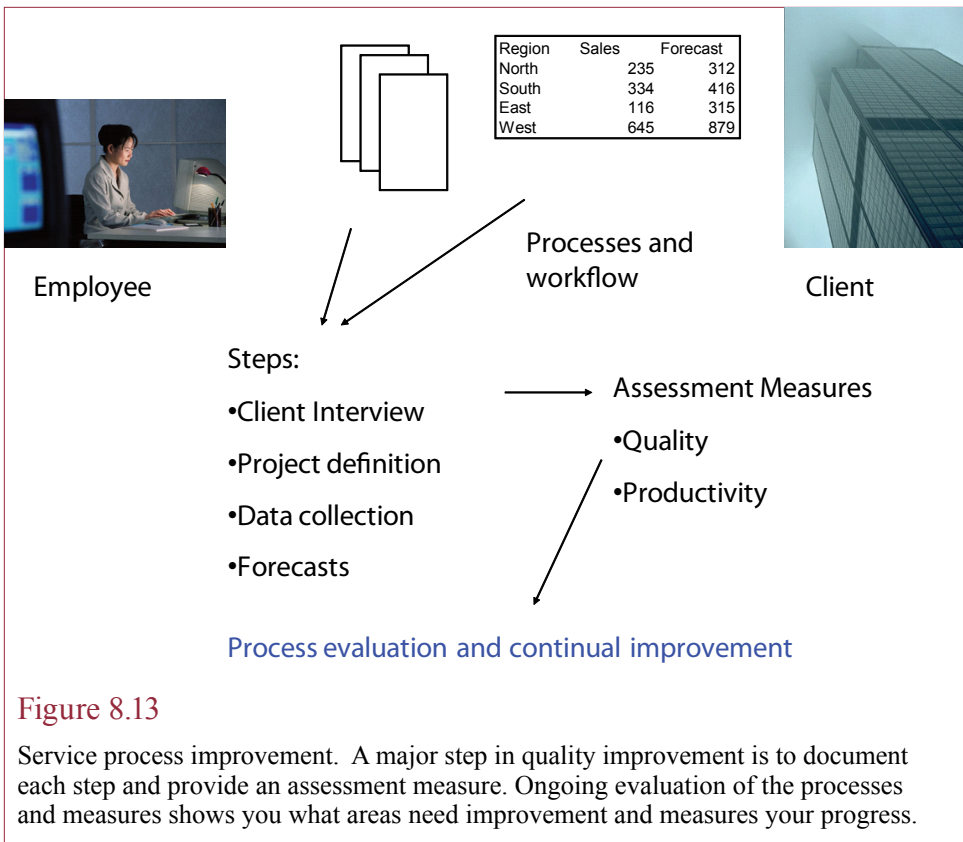 Region Sales Forecast
North 235 312
South 334 416
East 116 315
West 645 879
Processes and
workflow
Employee
Client
Steps:
•Client Interview
•Project definition
•Data collection
•Forecasts
Assessment Measures
•Quality
•Productivity
Process evaluation and continual improvement
Figure 8.13
Service process improvement. A major step in quality improvement is to document
each step and provide an assessment measure. Ongoing evaluation of the processes
and measures shows you what areas need improvement and measures your progress.